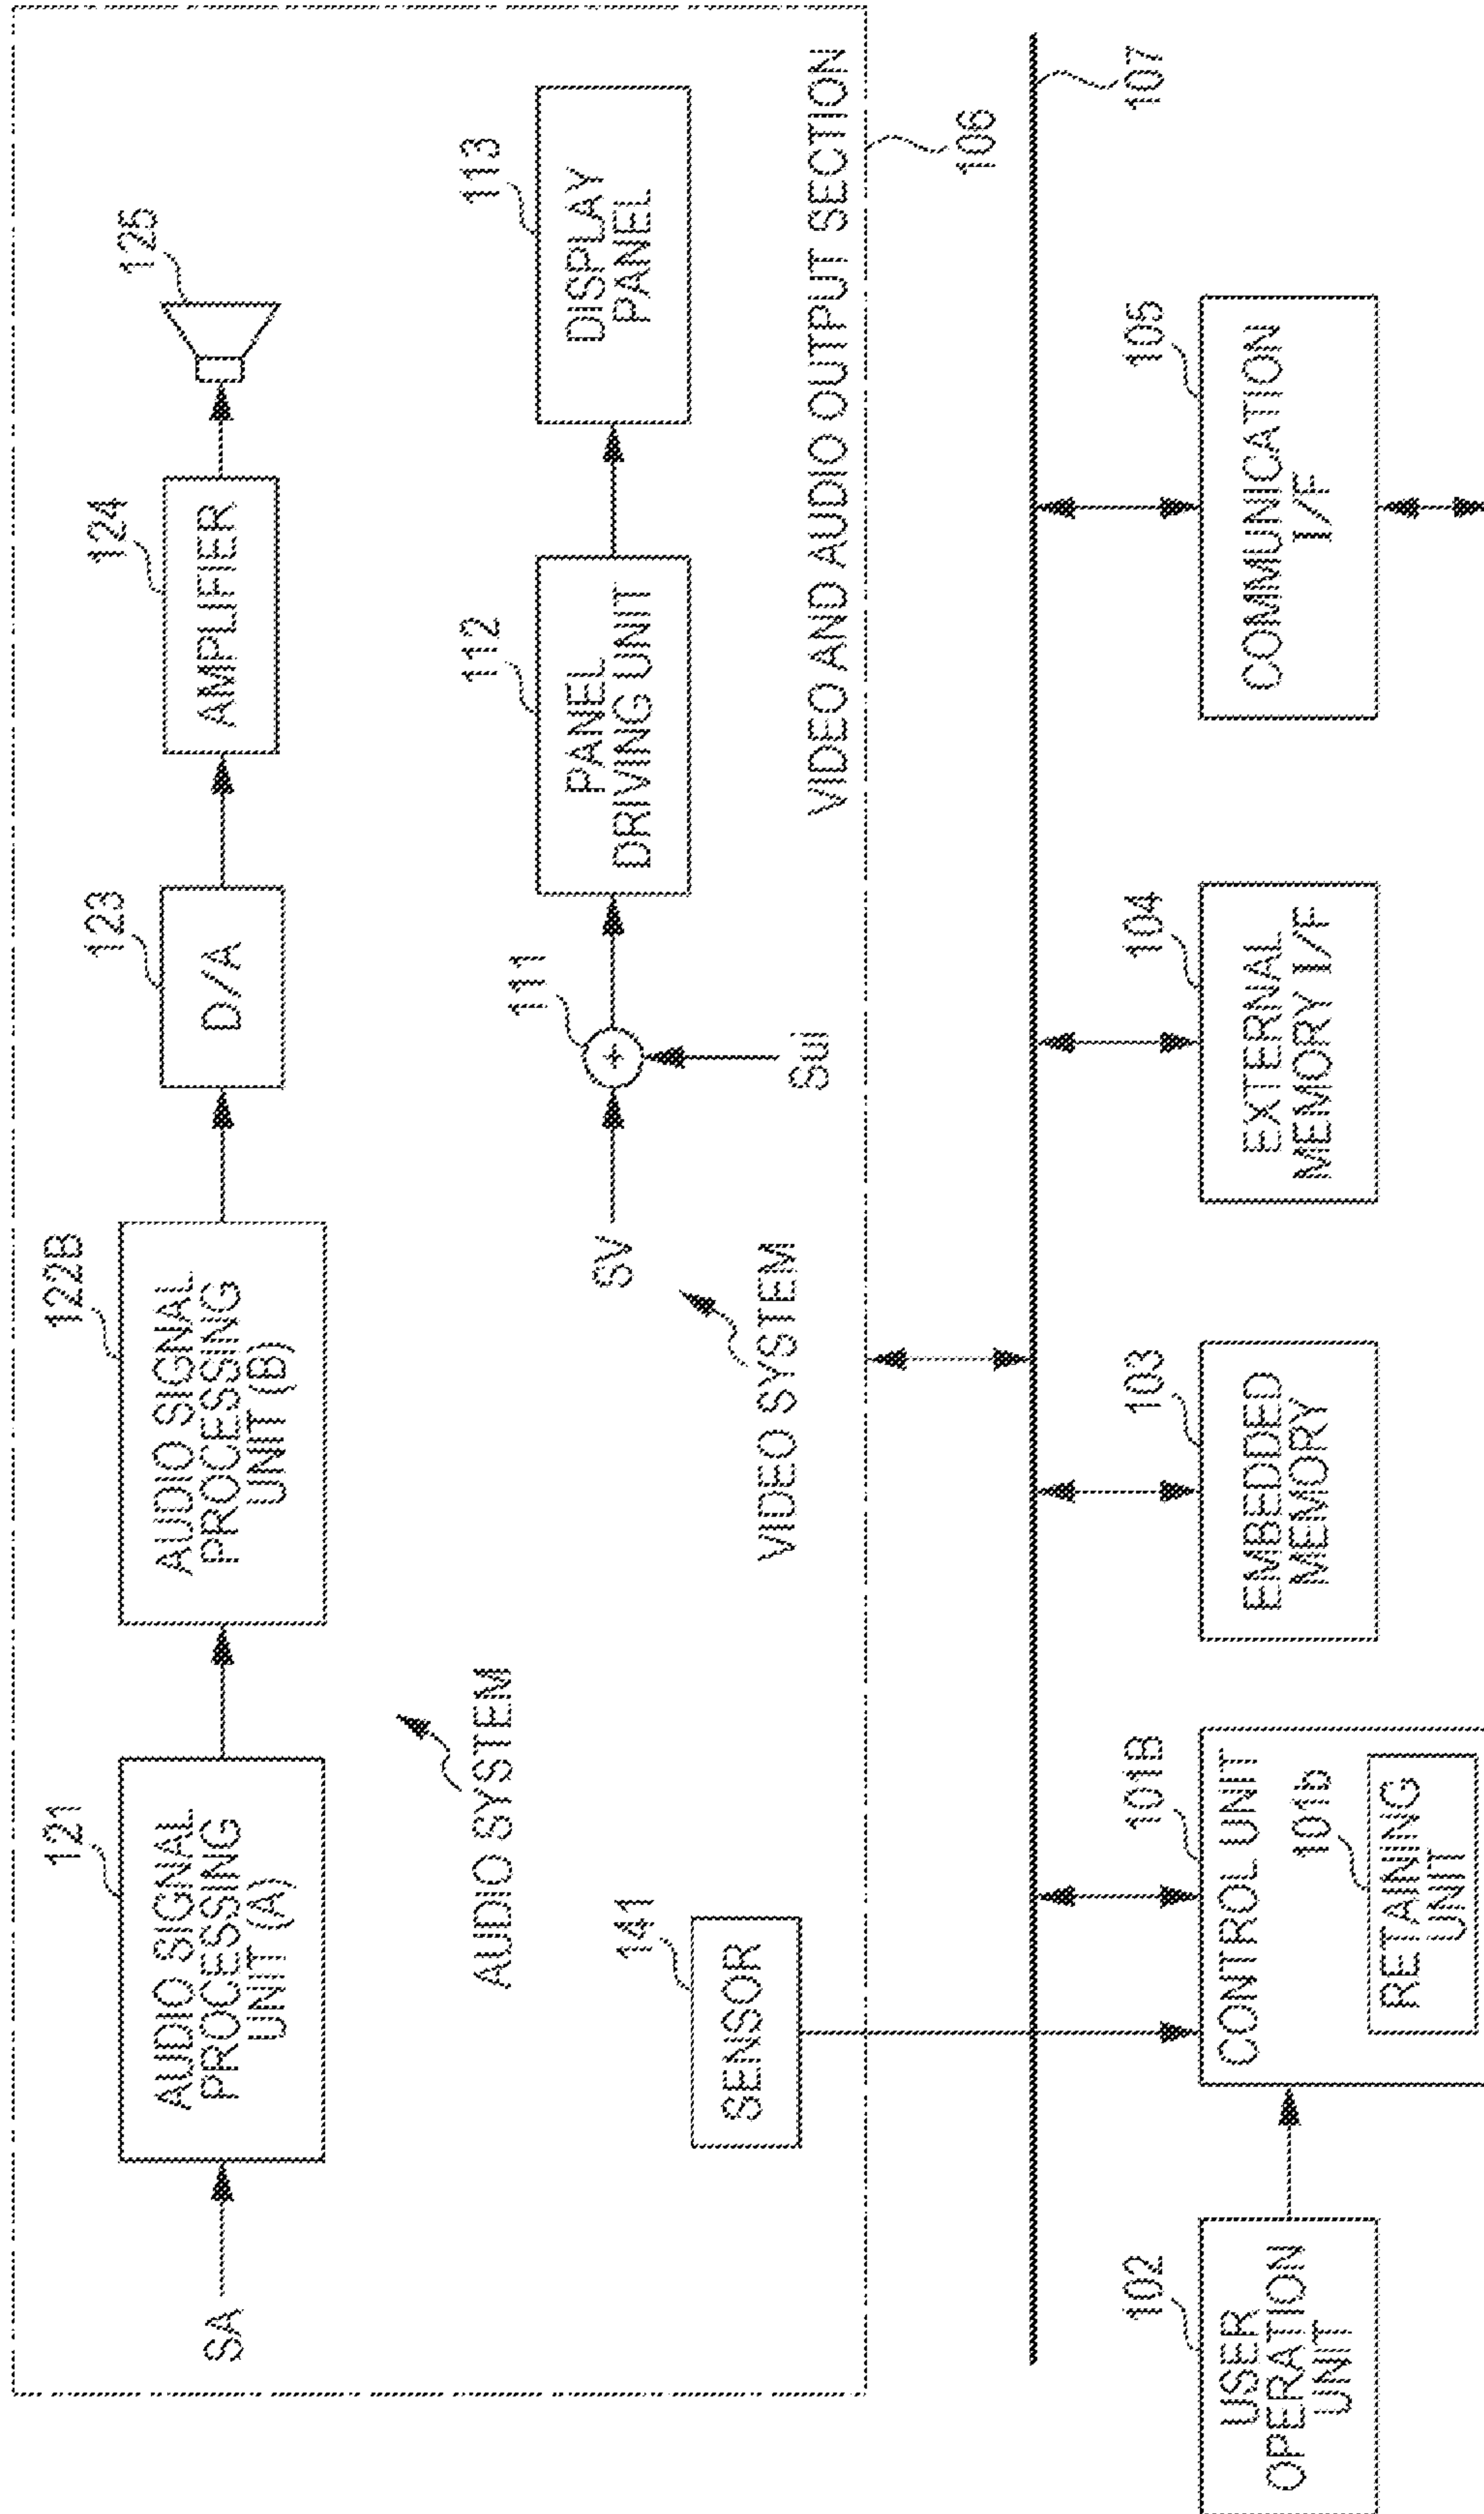 121
122B
123
124
125
SA
AUDIO SIGNAL
PROCESSING
UNIT (A)
AUDIO SIGNAL
PROCESSING
UNIT (B)
D/A
AMPLIFIER
AUDIO SYSTEM
111
112
113
SV
Sui
+
PANEL
DRIVING UNIT
DISPLAY
PANEL
141
SENSOR
VIDEO SYSTEM
VIDEO AND AUDIO OUTPUT SECTION
106
107
102
USER
OPERATION
UNIT
101B
CONTROL UNIT
101b
RETAINING
UNIT
103
EMBEDDED
MEMORY
104
EXTERNAL
MEMORY I/F
105
COMMUNICATION
I/F